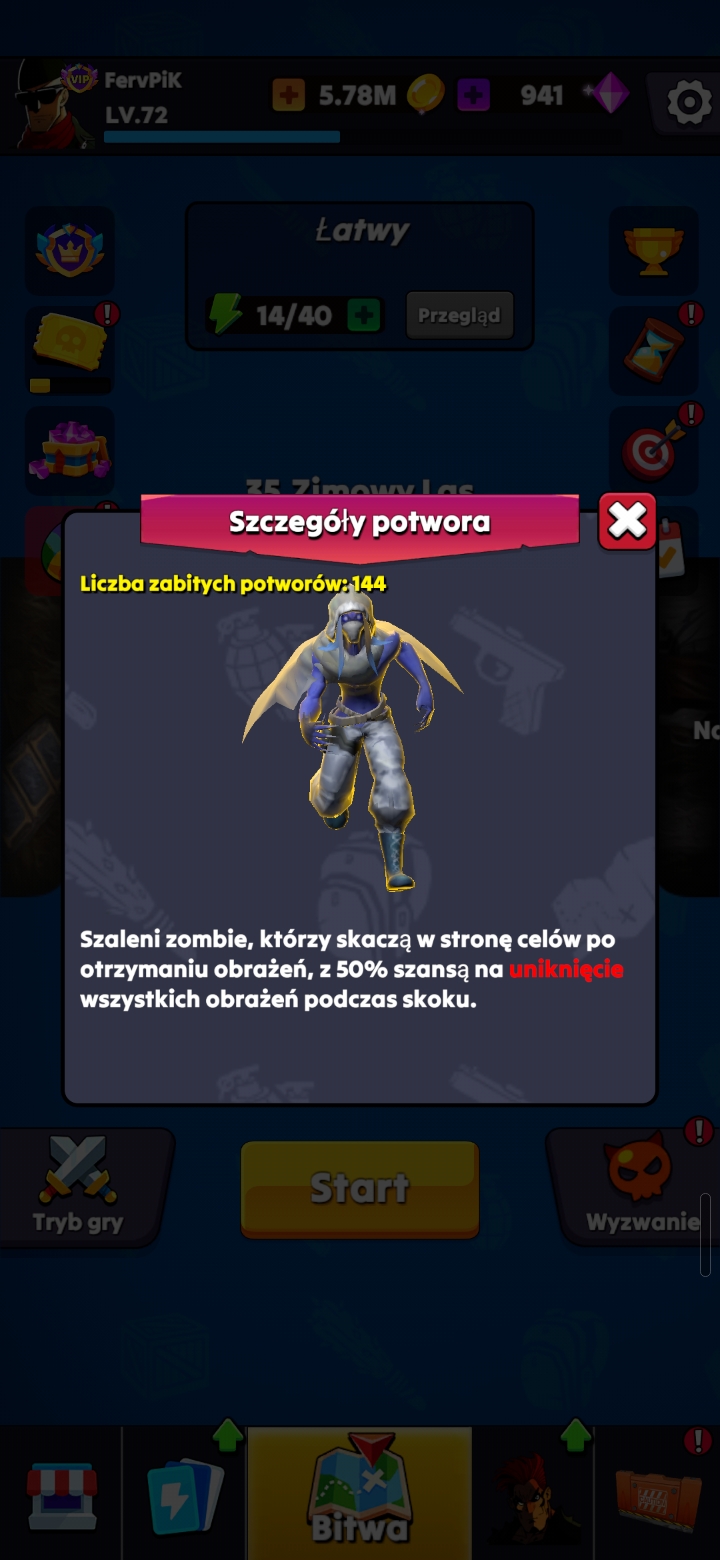 VIP
FervPiK
LV.72
5.78M
941
Łatwy
14/40
Przegląd
35.Zimowy Las
Szczegóły potwora
Liczba zabitych potworów: 144
Szaleni zombie, którzy skaczą w stronę celów po
otrzymaniu obrażeń, z 50% szansą na uniknięcie
wszystkich obrażeń podczas skoku.
Tryb gry
Start
Wyzwanie
Bitwa